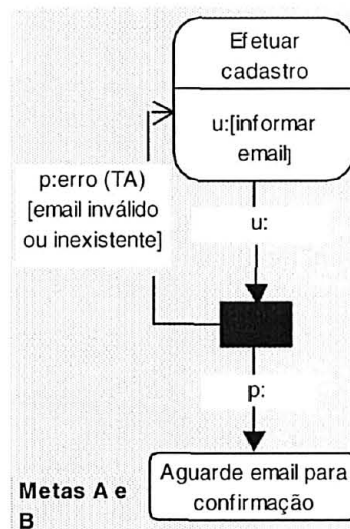 Efetuar
cadastro
u:[informar
email]
p:erro (TA)
[email inválido
ou inexistente]
u:
p:
Aguarde email para
confirmação
Metas A e
B